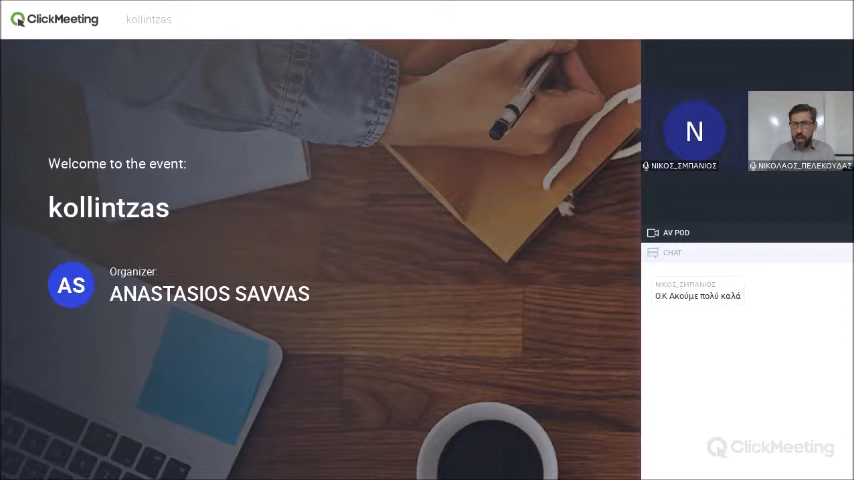 ClickMeeting
kollintzas
Welcome to the event:
kollintzas
AS
Organizer:
ANASTASIOS SAVVAS
N
ΝΙΚΟΣ_ΣΜΠΑΝΙΟΣ
ΝΙΚΟΛΑΟΣ_ΠΕΛΕΚΟΥΔΑΣ
AV POD
CHAT
ΝΙΚΟΣ_ΣΜΠΑΝΙΟΣ
Ο.Κ Ακούμε πολύ καλά
ClickMeeting